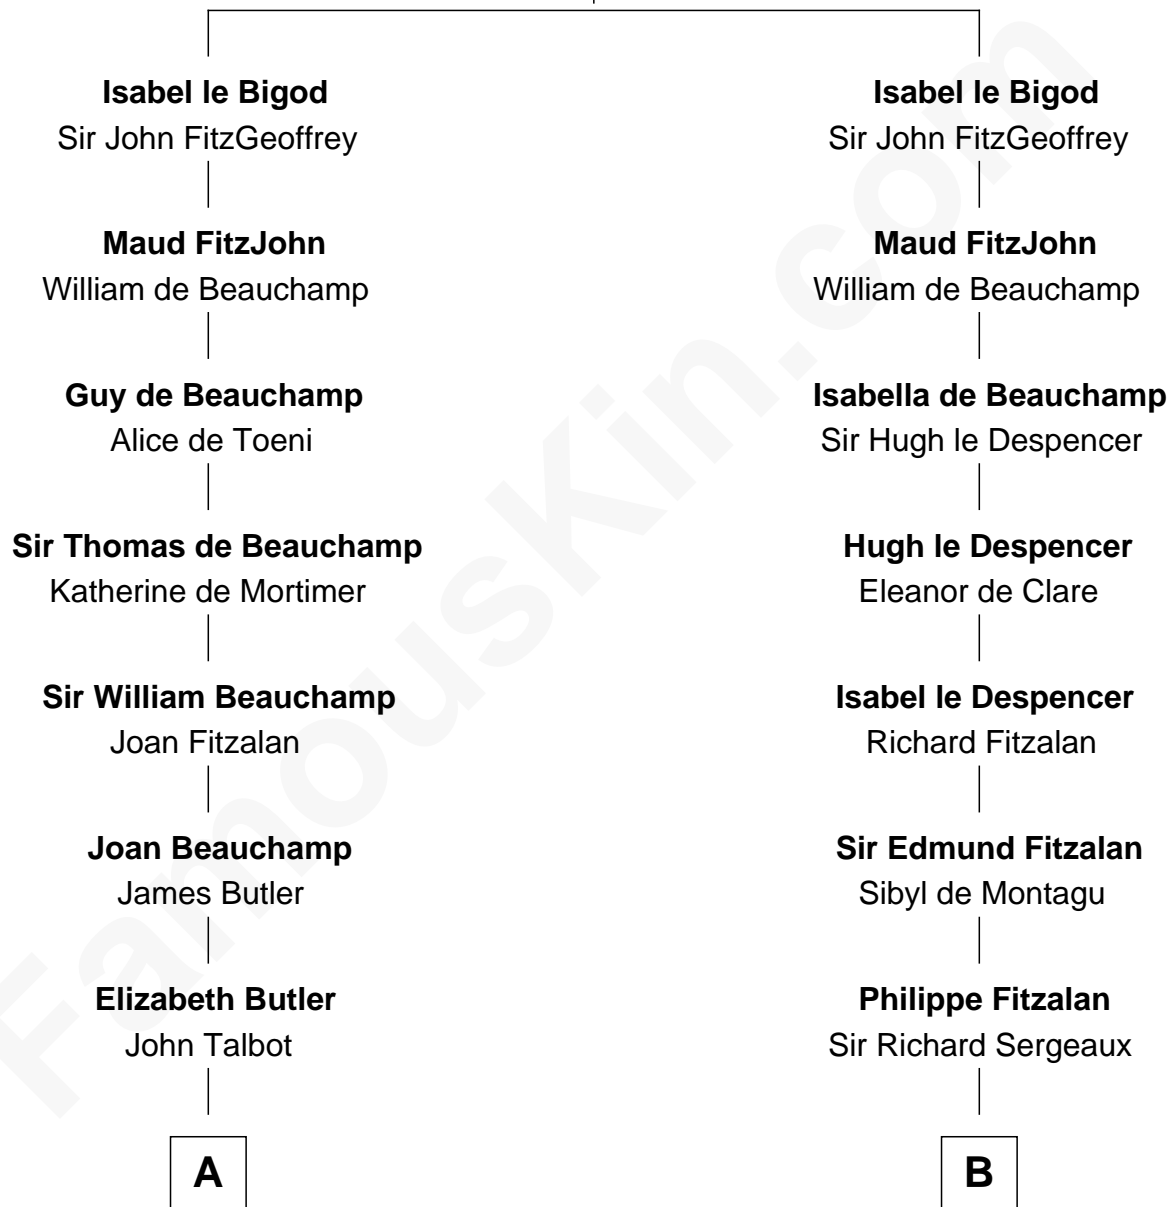 Isabel le Bigod
Sir John FitzGeoffrey
Maud FitzJohn
William de Beauchamp
Guy de Beauchamp
Alice de Toeni
Sir Thomas de Beauchamp
Katherine de Mortimer
Sir William Beauchamp
Joan Fitzalan
Joan Beauchamp
James Butler
Elizabeth Butler
John Talbot
A
Isabel le Bigod
Sir John FitzGeoffrey
Maud FitzJohn
William de Beauchamp
Isabella de Beauchamp
Sir Hugh le Despencer
Hugh le Despencer
Eleanor de Clare
Isabel le Despencer
Richard Fitzalan
Sir Edmund Fitzalan
Sibyl de Montagu
Philippe Fitzalan
Sir Richard Sergeaux
B
FamousKin.com